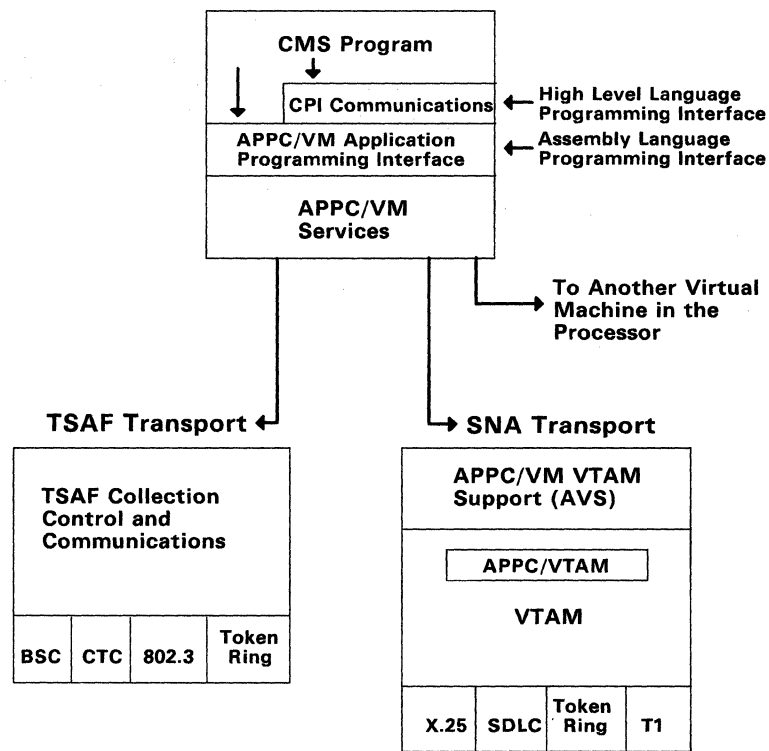 CMS Program
CPI Communications
High Level Language
Programming Interface
APPC/VM Application
Programming Interface
Assembly Language
Programming Interface
APPC/VM
Services
To Another Virtual
Machine in the
Processor
TSAF Transport
SNA Transport
TSAF Collection
Control and
Communications
BSC
CTC
802.3
Token
Ring
APPC/VM VTAM
Support (AVS)
APPC/VTAM
VTAM
X.25
SDLC
Token
Ring
T1